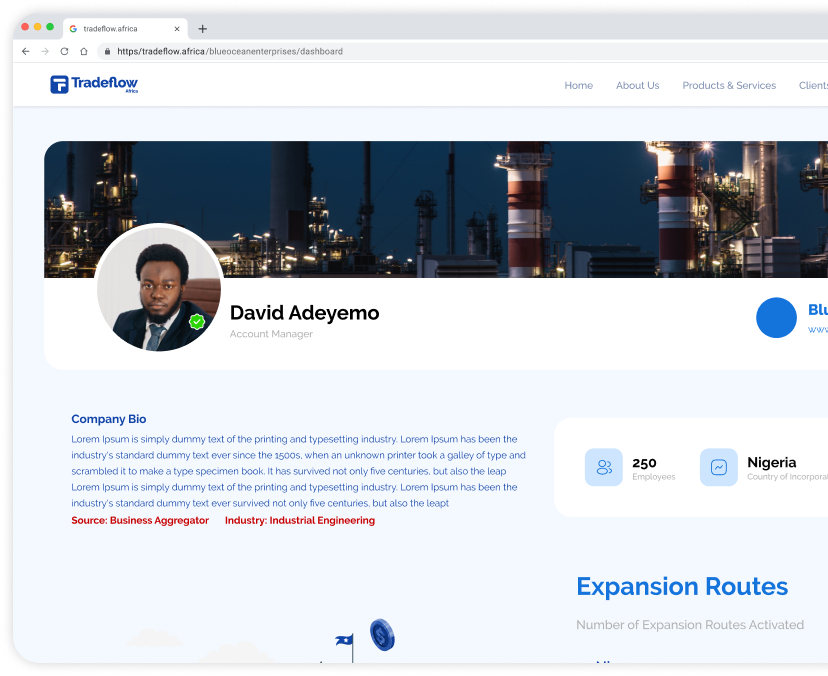 tradeflow.africa
https/tradeflow.africa/blueoceanenterprises/dashboard
Tradeflow
Africa
Home About Us Products & Services Clients
David Adeyemo
Account Manager
Blu
www
Company Bio
Lorem Ipsum is simply dummy text of the printing and typesetting industry. Lorem Ipsum has been the
industry's standard dummy text ever since the 1500s, when an unknown printer took a galley of type and
scrambled it to make a type specimen book. It has survived not only five centuries, but also the leap
Lorem Ipsum is simply dummy text of the printing and typesetting industry. Lorem Ipsum has been the
industry's standard dummy text ever survived not only five centuries, but also the leapt
Source: Business Aggregator Industry: Industrial Engineering
250
Employees
Nigeria
Country of Incorporat
Expansion Routes
Number of Expansion Routes Activated